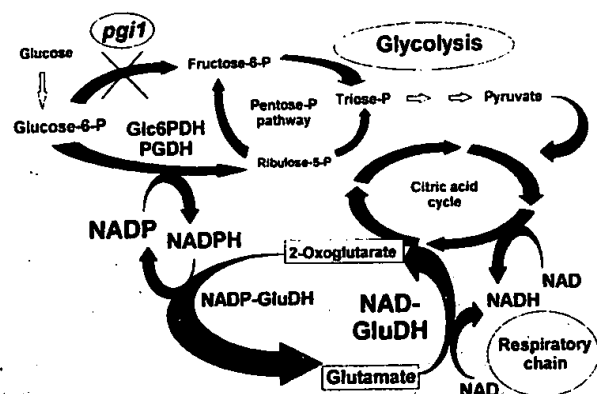 pgi1
Glucose
Glycolysis
Fructose-6-P
Pentose-P
pathway
Triose-P
Pyruvate
Glucose-6-P
Glc6PDH
PGDH
Ribulose-5-P
Citric acid
cycle
NADP
NADPH
2-Oxoglutarate
NADP-GluDH
NAD-
GluDH
NADH
NAD
Respiratory
chain
Glutamate
NAD